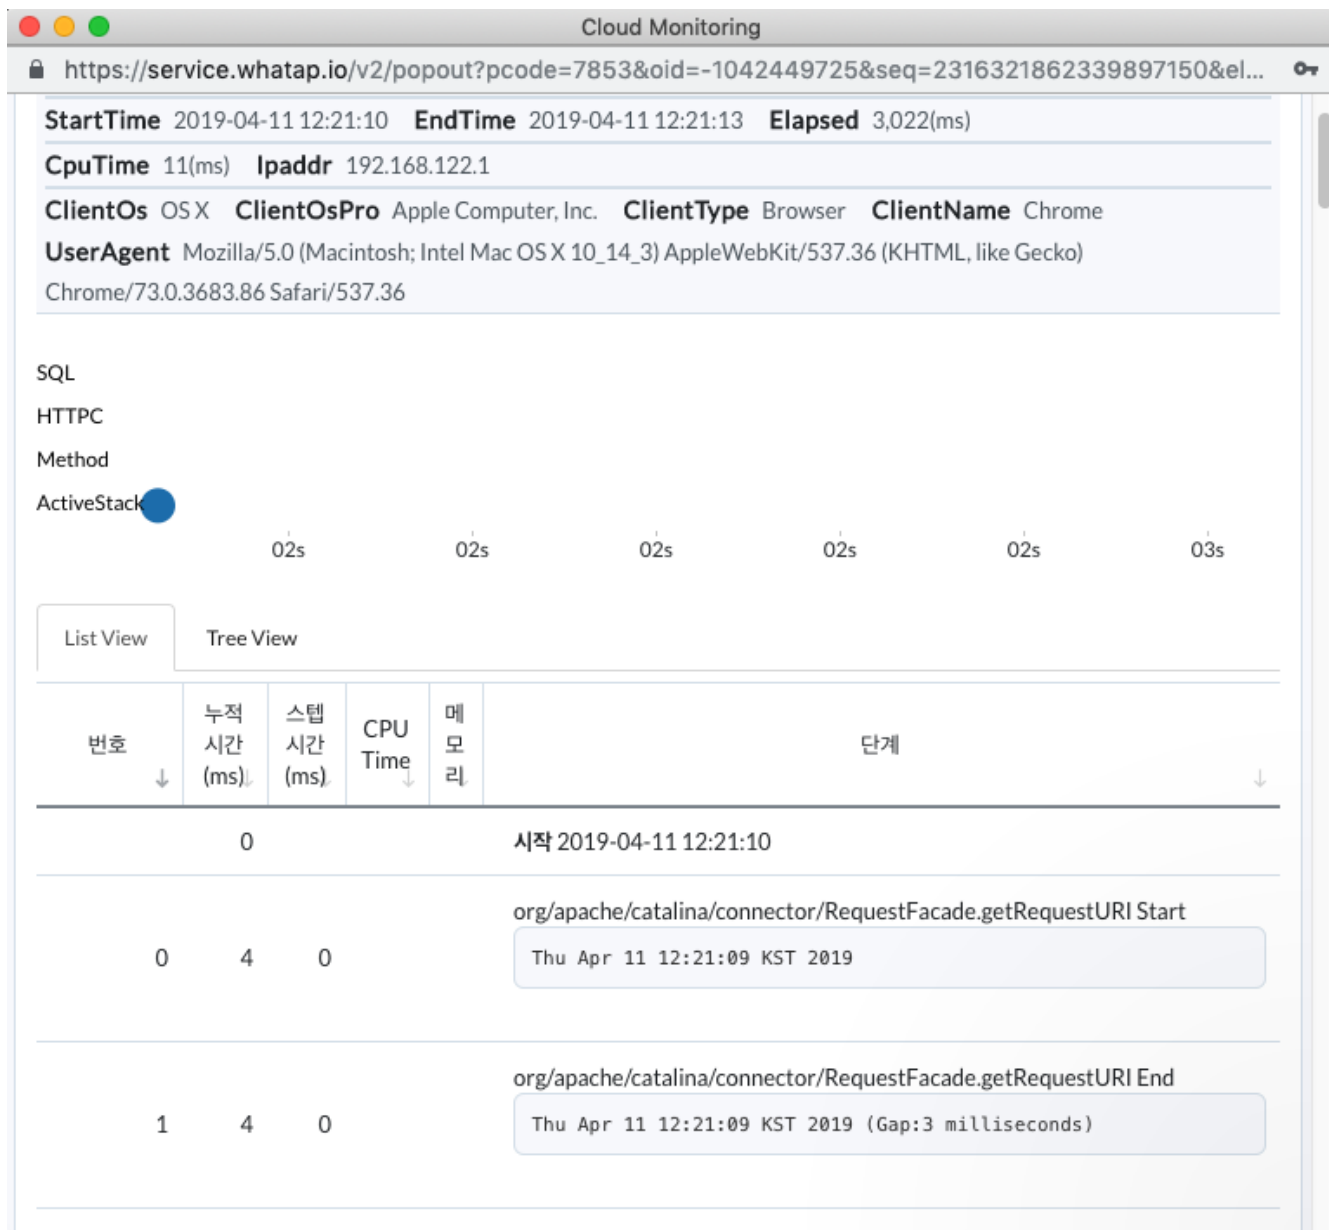 Cloud Monitoring
https://service.whatap.io/v2/popout?pcode=7853&oid=-1042449725&seq=2316321862339897150&el...
StartTime 2019-04-11 12:21:10 EndTime 2019-04-11 12:21:13 Elapsed 3,022(ms)
CpuTime 11(ms) Ipaddr 192.168.122.1
ClientOs OS X ClientOsPro Apple Computer, Inc. ClientType Browser ClientName Chrome
UserAgent Mozilla/5.0 (Macintosh; Intel Mac OS X 10_14_3) AppleWebKit/537.36 (KHTML, like Gecko)
Chrome/73.0.3683.86 Safari/537.36
SQL
HTTPC
Method
ActiveStack
02s 02s 02s 02s 02s 03s
List View Tree View
번호 누적 시간 (ms) 스텝 시간 (ms) CPU Time 메모리 단계
0 시작 2019-04-11 12:21:10
org/apache/catalina/connector/RequestFacade.getRequestURI Start
0 4 0 Thu Apr 11 12:21:09 KST 2019
org/apache/catalina/connector/RequestFacade.getRequestURI End
1 4 0 Thu Apr 11 12:21:09 KST 2019 (Gap:3 milliseconds)